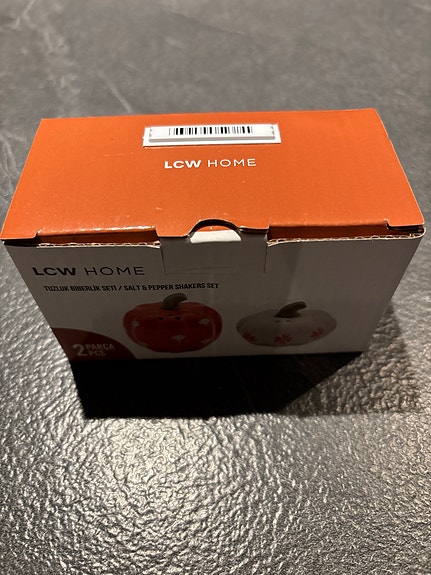 LCW HOME
LCW HOME
TUZLUK BİBERLİK SETİ / SALT & PEPPER SHAKERS SET
2 PARÇA
PCS